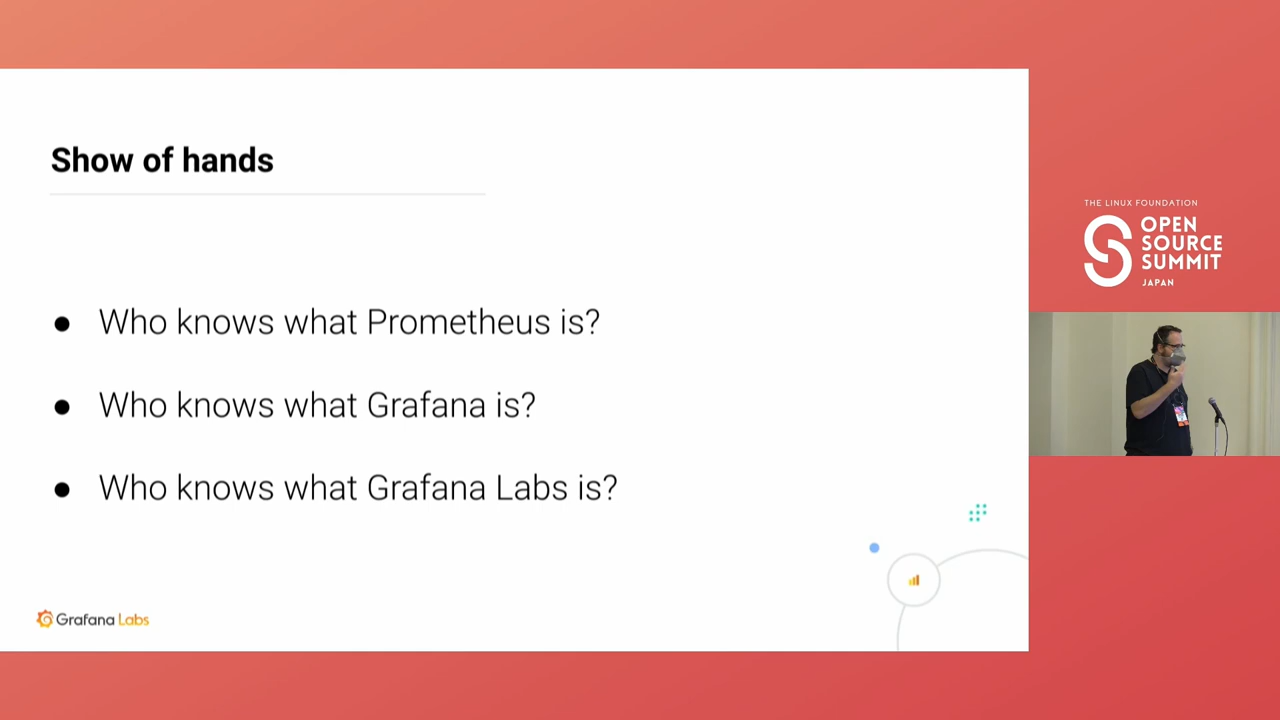 Show of hands
● Who knows what Prometheus is?
● Who knows what Grafana is?
● Who knows what Grafana Labs is?
Grafana Labs
THE LINUX FOUNDATION
OPEN
SOURCE
SUMMIT
JAPAN